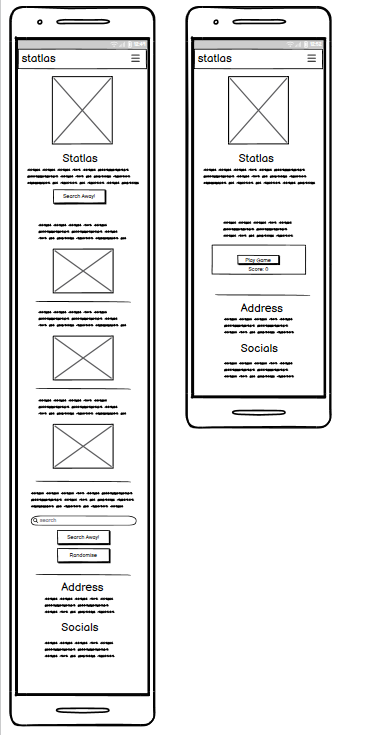 statlas
Statlas
Search Away!
search
Search Away!
Randomise
Address
Socials
statlas
Statlas
Play Game
Score: 0
Address
Socials